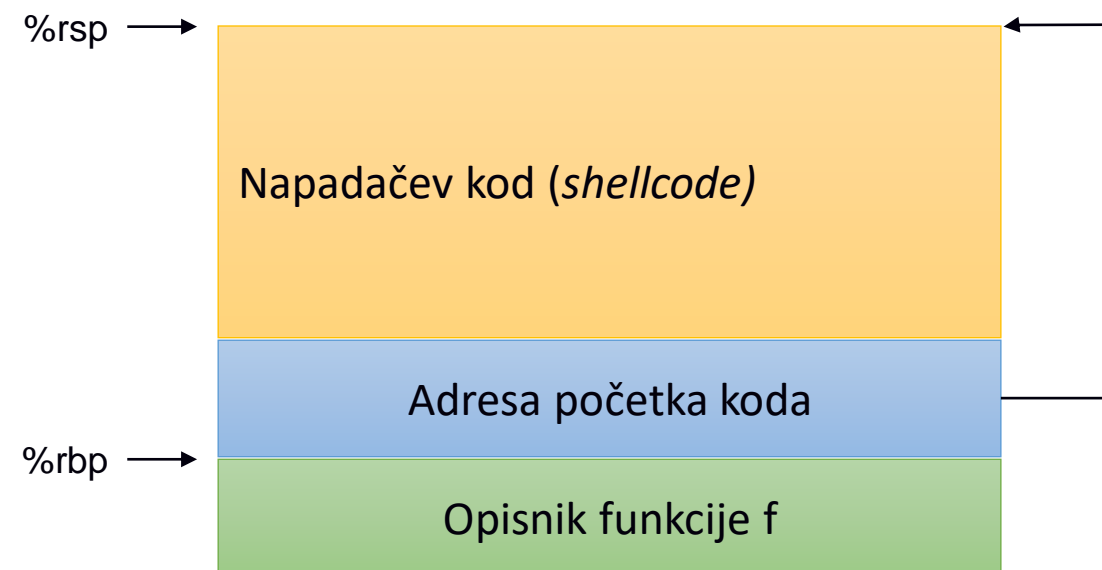 %rsp
Napadačev kod (shellcode)
Adresa početka koda
%rbp
Opisnik funkcije f